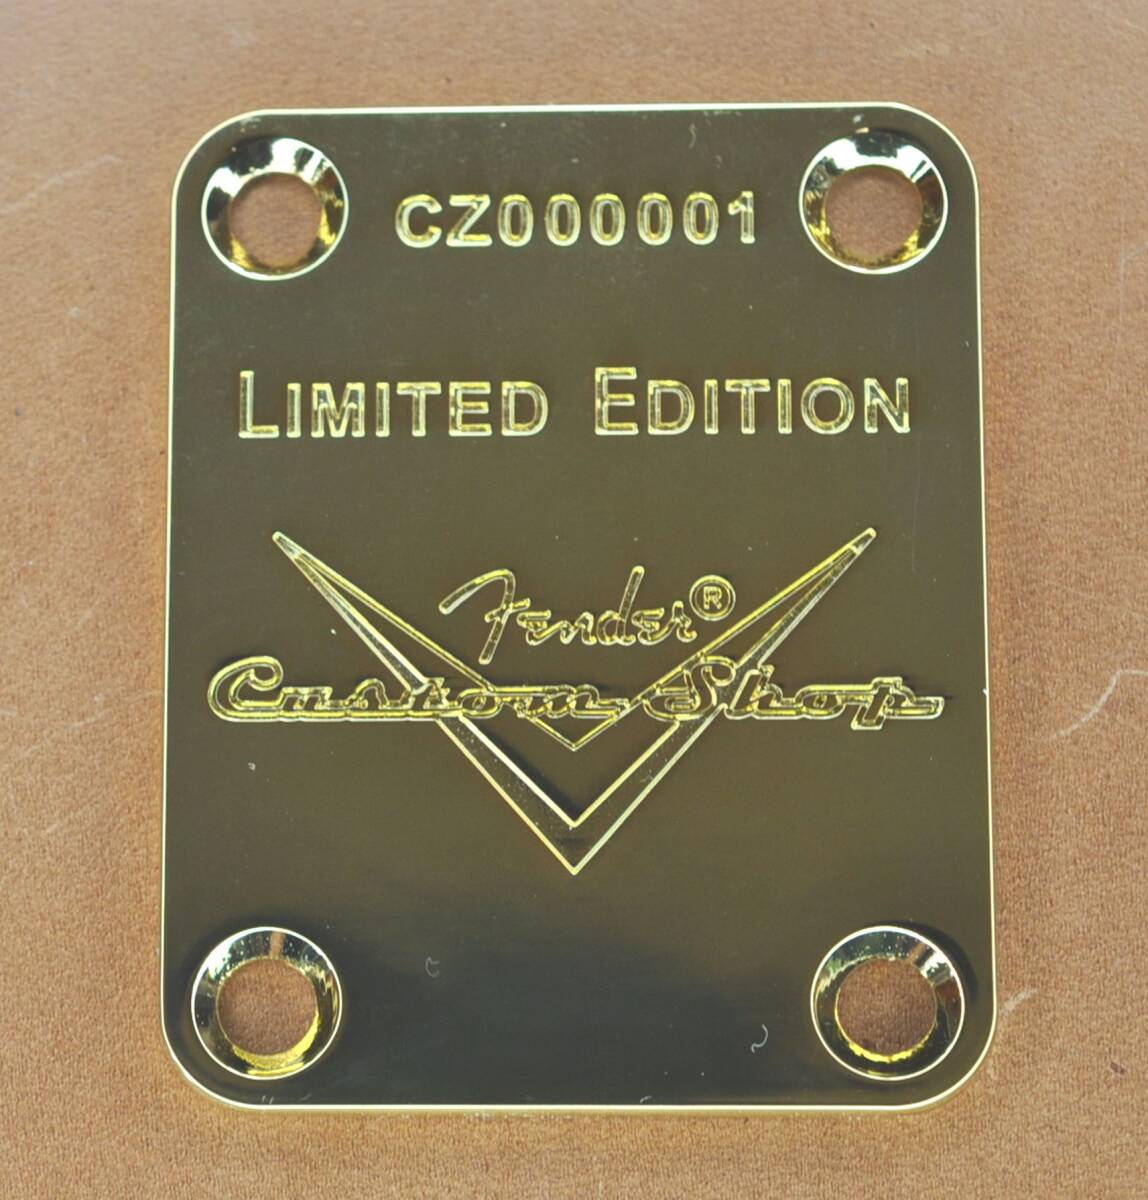 CZ000001
LIMITED EDITION
Fender®
Custom Shop